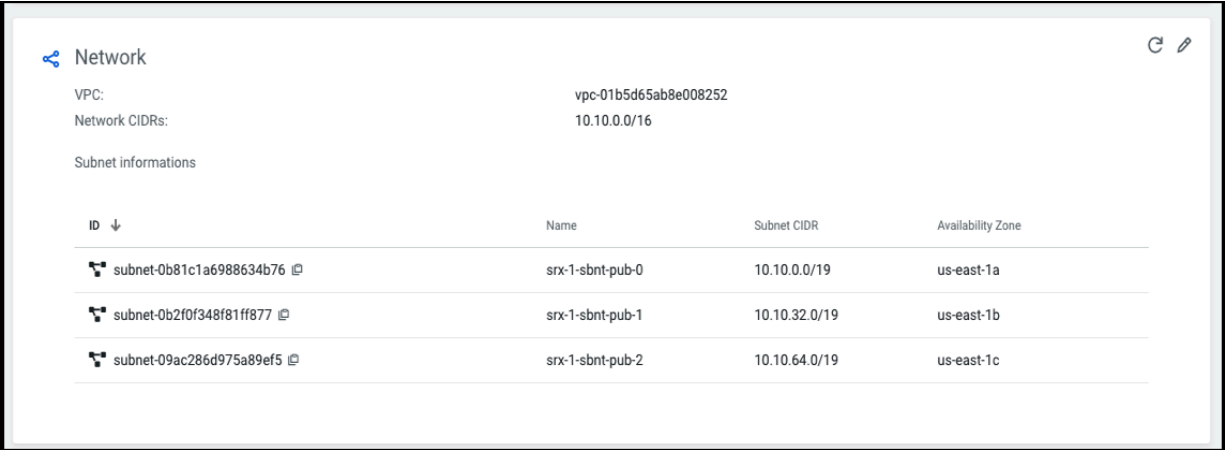 Network
VPC: vpc-01b5d65ab8e008252
Network CIDRs: 10.10.0.0/16
Subnet informations
ID Name Subnet CIDR Availability Zone
subnet-0b81c1a6988634b76 srx-1-sbnt-pub-0 10.10.0.0/19 us-east-1a
subnet-0b2f0f348f81ff877 srx-1-sbnt-pub-1 10.10.32.0/19 us-east-1b
subnet-09ac286d975a89ef5 srx-1-sbnt-pub-2 10.10.64.0/19 us-east-1c